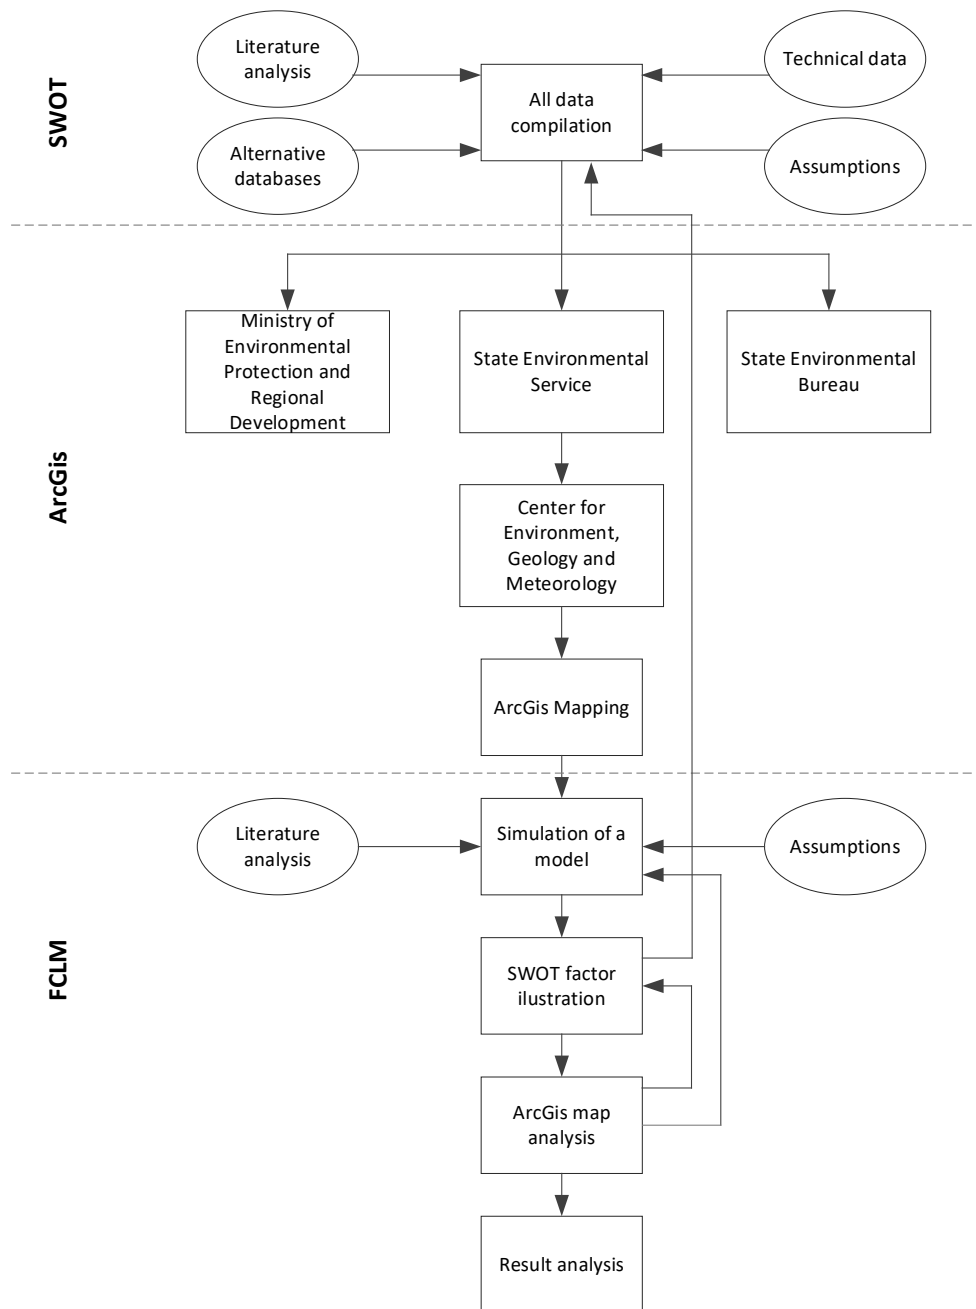 SWOT
Literature
analysis
Technical data
All data
compilation
Alternative
databases
Assumptions
ArcGis
Ministry of
Environmental
Protection and
Regional
Development
State Environmental
Service
State Environmental
Bureau
Center for
Environment,
Geology and
Meteorology
ArcGis Mapping
FCLM
Literature
analysis
Simulation of a
model
Assumptions
SWOT factor
ilustration
ArcGis map
analysis
Result analysis